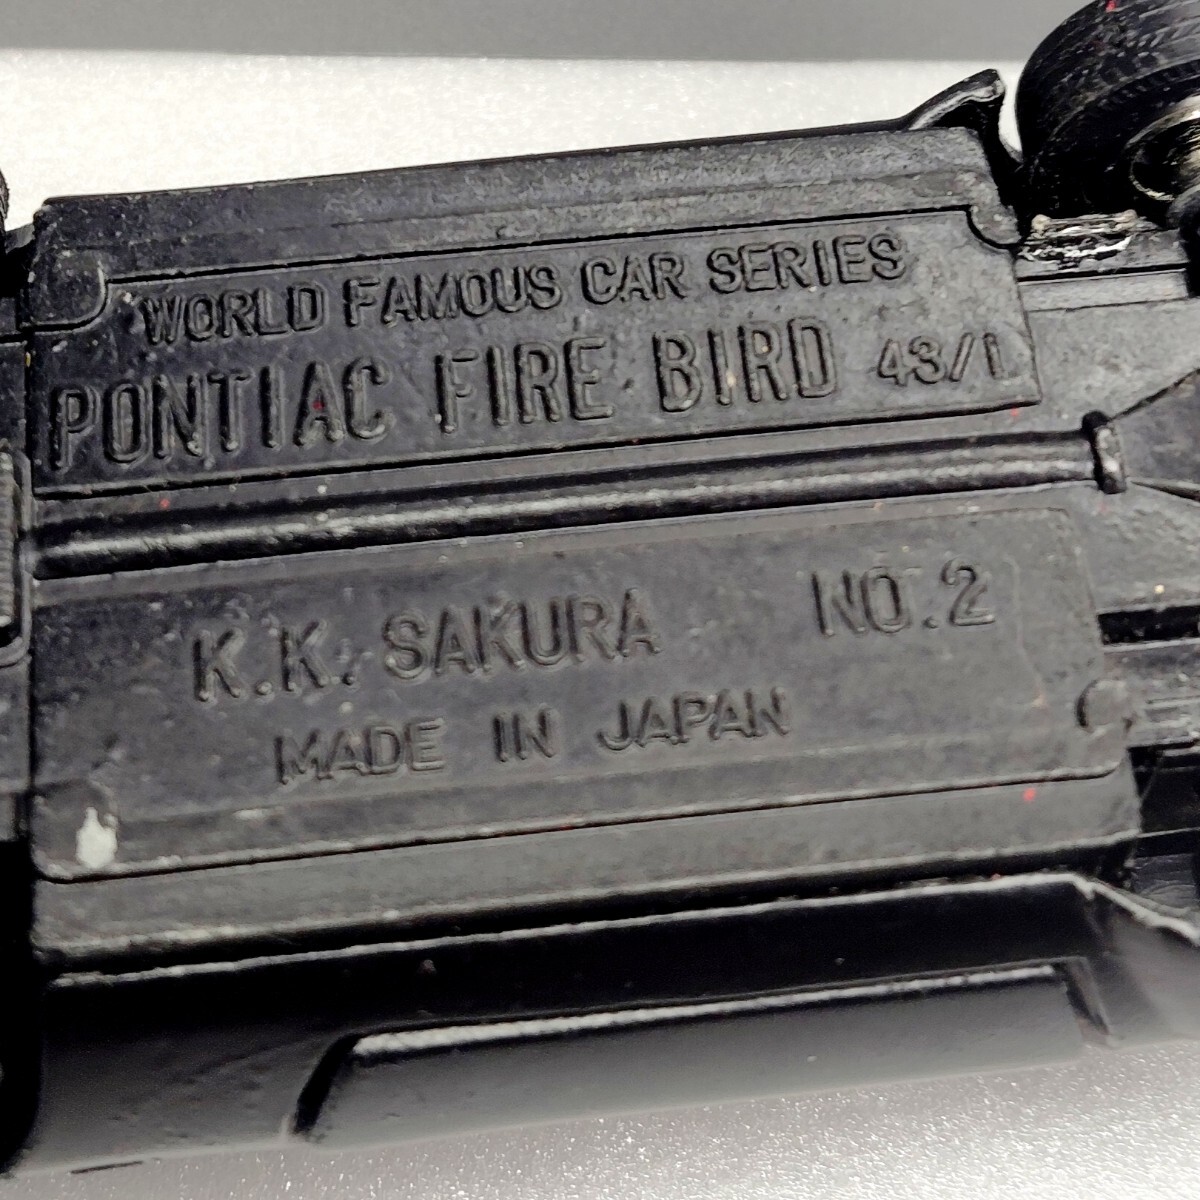 WORLD FAMOUS CAR SERIES
PONTIAC FIRE BIRD 43/1
K.K. SAKURA NO.2
MADE IN JAPAN